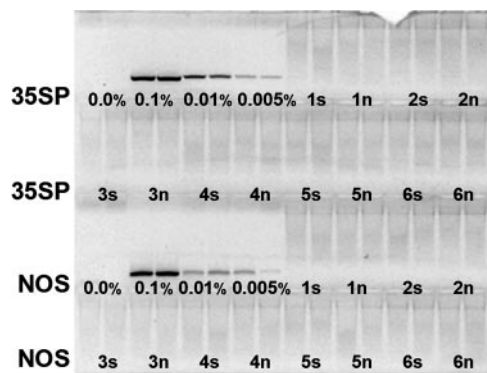 35SP 0.0% 0.1% 0.01% 0.005% 1s 1n 2s 2n
35SP 3s 3n 4s 4n 5s 5n 6s 6n
NOS 0.0% 0.1% 0.01% 0.005% 1s 1n 2s 2n
NOS 3s 3n 4s 4n 5s 5n 6s 6n